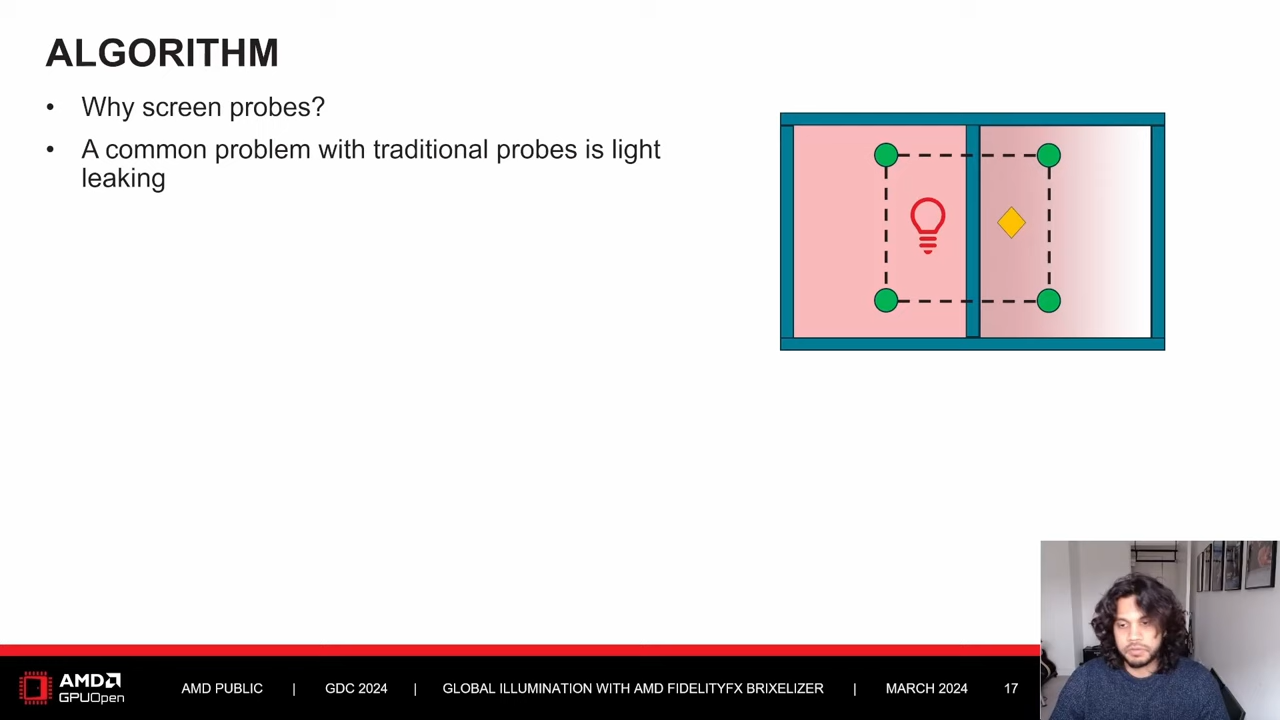 ALGORITHM
• Why screen probes?
• A common problem with traditional probes is light
leaking
AMD
GPUOpen
AMD PUBLIC | GDC 2024 | GLOBAL ILLUMINATION WITH AMD FIDELITYFX BRIXELIZER | MARCH 2024 17